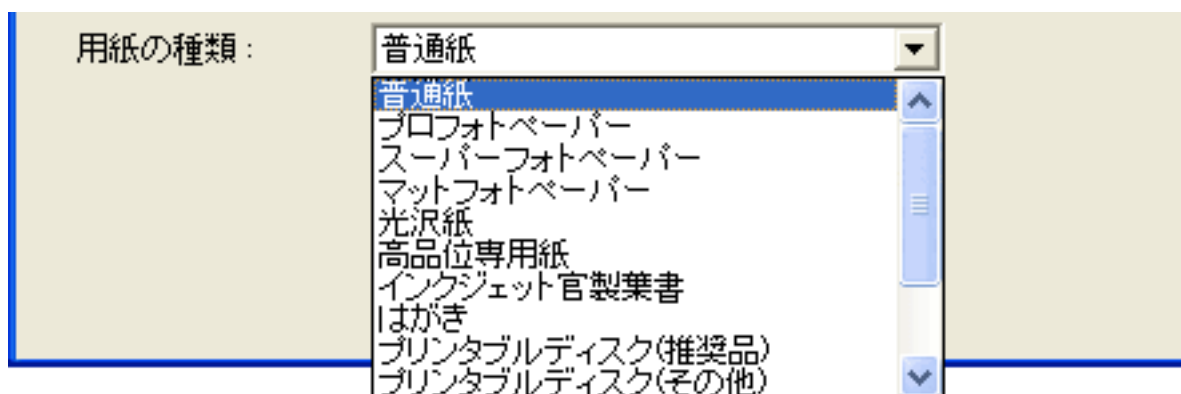 用紙の種類: 普通紙
普通紙
プロフォトペーパー
スーパーフォトペーパー
マットフォトペーパー
光沢紙
高品位専用紙
インクジェット官製葉書
はがき
プリンタブルディスク(推奨品)
プリンタブルディスク(その他)